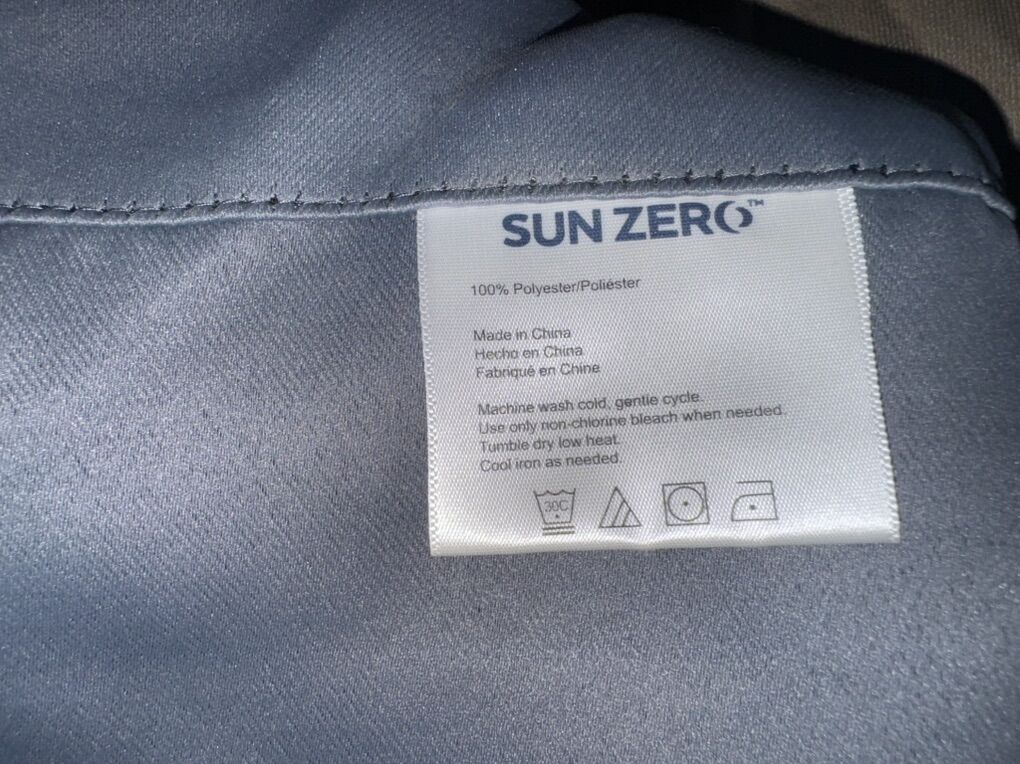 SUN ZERO™
100% Polyester/Poliéster
Made in China
Hecho en China
Fabriqué en Chine
Machine wash cold, gentle cycle.
Use only non-chlorine bleach when needed.
Tumble dry low heat.
Cool iron as needed.
30C